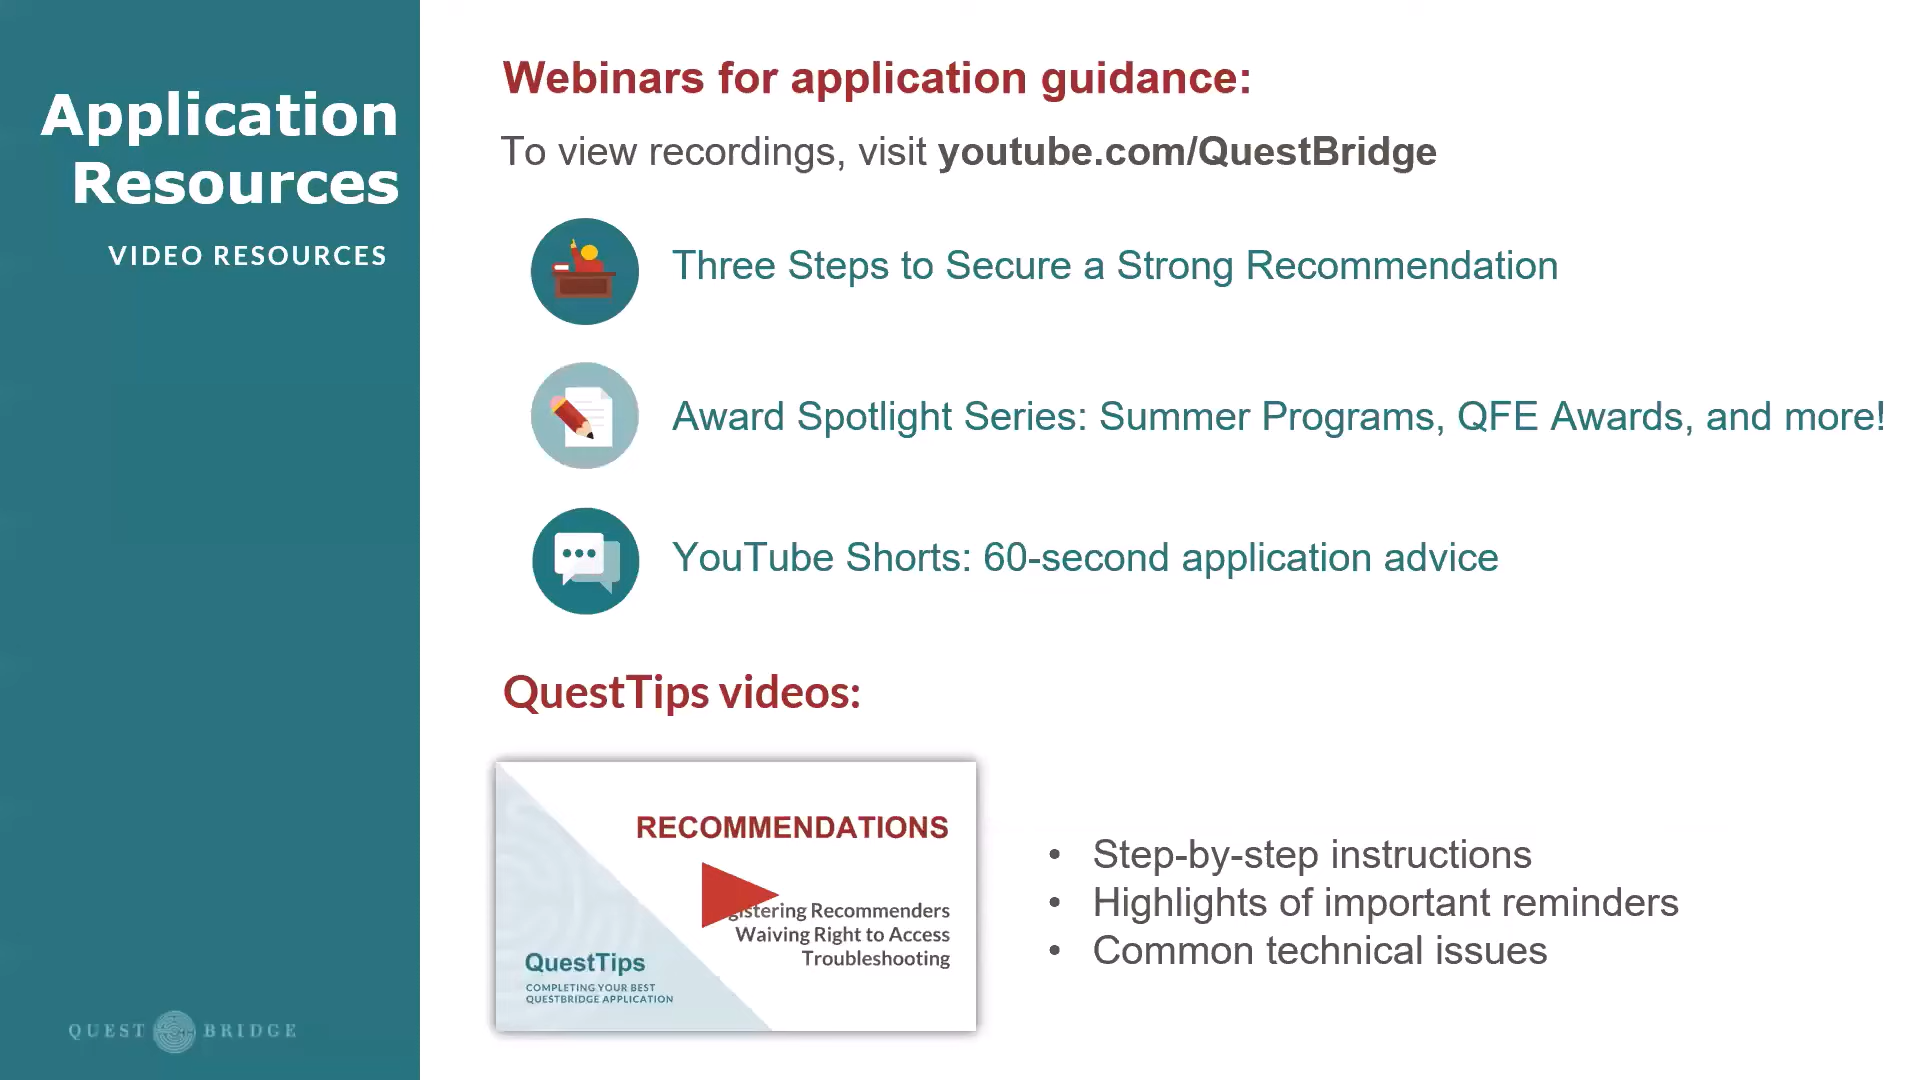 Application
Resources
VIDEO RESOURCES
Webinars for application guidance:
To view recordings, visit youtube.com/QuestBridge
Three Steps to Secure a Strong Recommendation
Award Spotlight Series: Summer Programs, QFE Awards, and more!
YouTube Shorts: 60-second application advice
QuestTips videos:
RECOMMENDATIONS
Recommenders
Waiving Right to Access
Troubleshooting
QuestTips
COMPLETING YOUR BEST
QUESTBRIDGE APPLICATION
• Step-by-step instructions
• Highlights of important reminders
• Common technical issues
QUEST BRIDGE